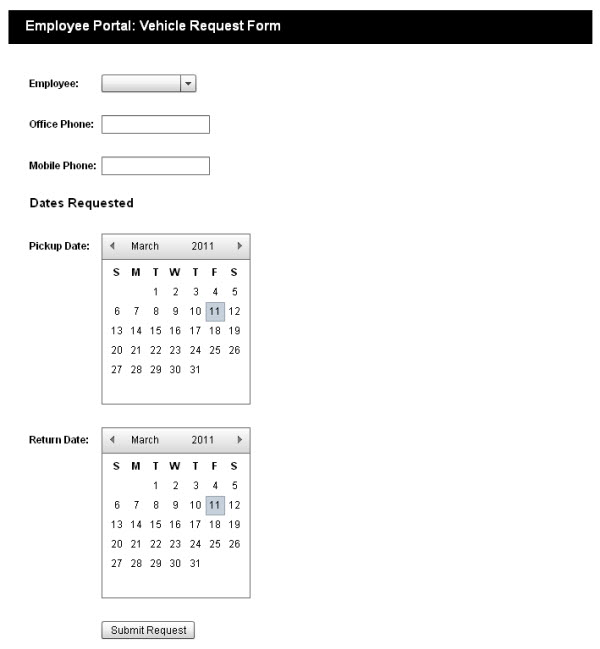 Employee Portal: Vehicle Request Form
Employee:
Office Phone:
Mobile Phone:
Dates Requested
Pickup Date:
March 2011
S M T W T F S
1 2 3 4 5
6 7 8 9 10 11 12
13 14 15 16 17 18 19
20 21 22 23 24 25 26
27 28 29 30 31
Return Date:
March 2011
S M T W T F S
1 2 3 4 5
6 7 8 9 10 11 12
13 14 15 16 17 18 19
20 21 22 23 24 25 26
27 28 29 30 31
Submit Request